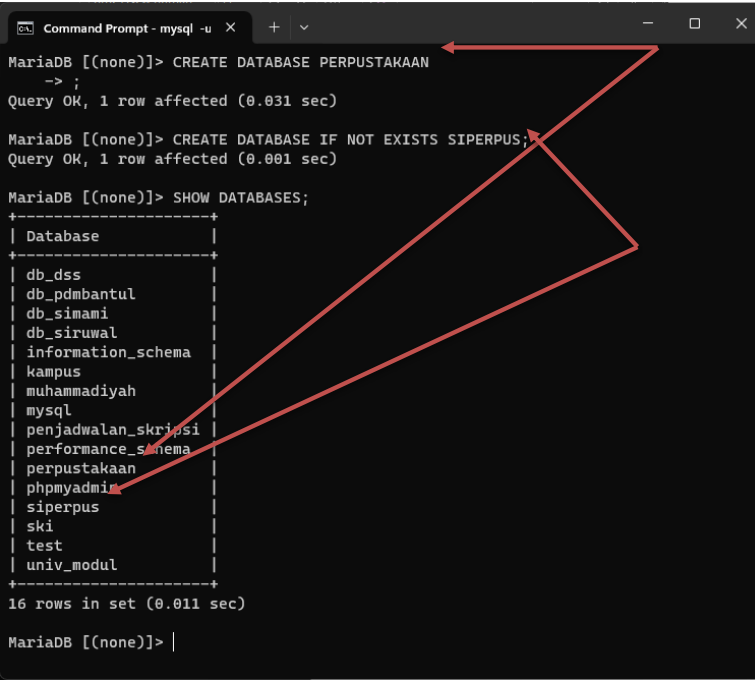 Command Prompt - mysql -u
MariaDB [(none)]> CREATE DATABASE PERPUSTAKAAN
    -> ;
Query OK, 1 row affected (0.031 sec)
MariaDB [(none)]> CREATE DATABASE IF NOT EXISTS SIPERPUS;
Query OK, 1 row affected (0.001 sec)
MariaDB [(none)]> SHOW DATABASES;
+---------------------+
| Database            |
+---------------------+
| db_dss              |
| db_pdmbantul        |
| db_simami           |
| db_siruwal          |
| information_schema  |
| kampus              |
| muhammadiyah        |
| mysql               |
| penjadwalan_skripsi |
| performance_schema  |
| perpustakaan        |
| phpmyadmin          |
| siperpus            |
| ski                 |
| test                |
| univ_modul          |
+---------------------+
16 rows in set (0.011 sec)
MariaDB [(none)]>